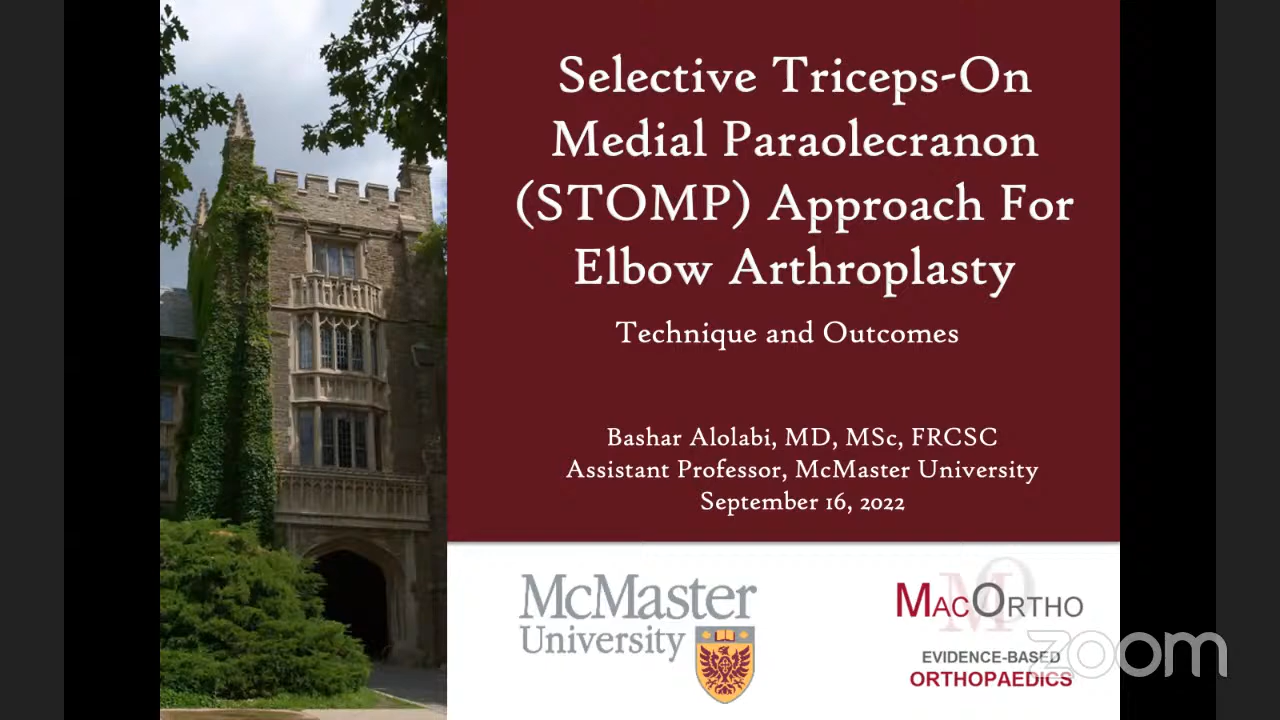 Selective Triceps-On
Medial Paraolecranon
(STOMP) Approach For
Elbow Arthroplasty
Technique and Outcomes
Bashar Alolabi, MD, MSc, FRCSC
Assistant Professor, McMaster University
September 16, 2022
McMaster
University
MO
MACORTHO
EVIDENCE-BASED
ORTHOPAEDICS
zoom